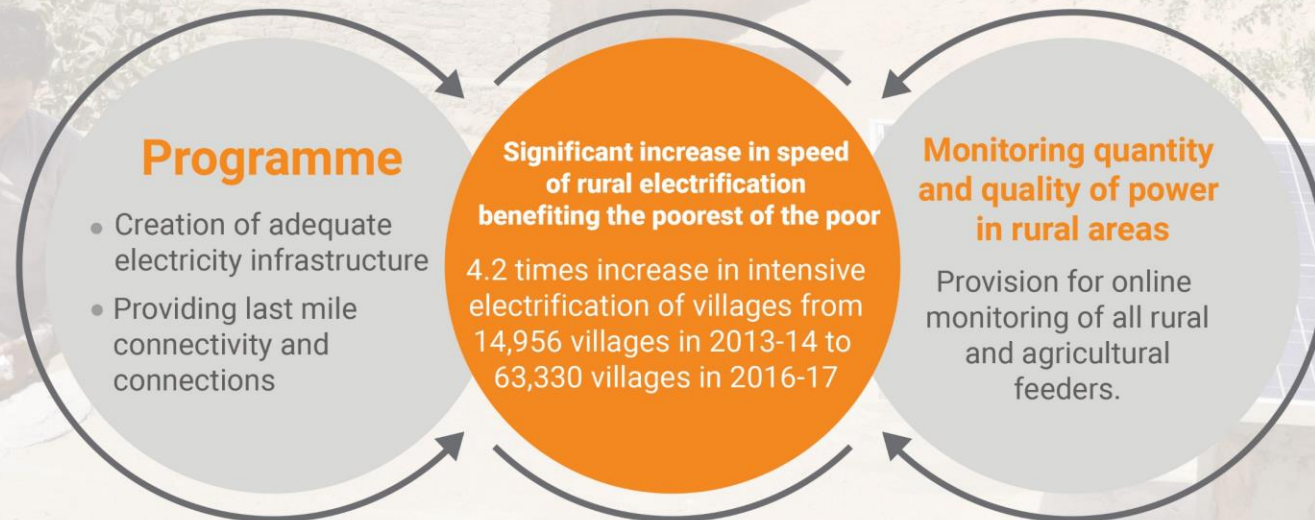 Programme
Creation of adequate
electricity infrastructure
Providing last mile
connectivity and
connections
Significant increase in speed
of rural electrification
benefiting the poorest of the poor
4.2 times increase in intensive
electrification of villages from
14,956 villages in 2013-14 to
63,330 villages in 2016-17
Monitoring quantity
and quality of power
in rural areas
Provision for online
monitoring of all rural
and agricultural
feeders.